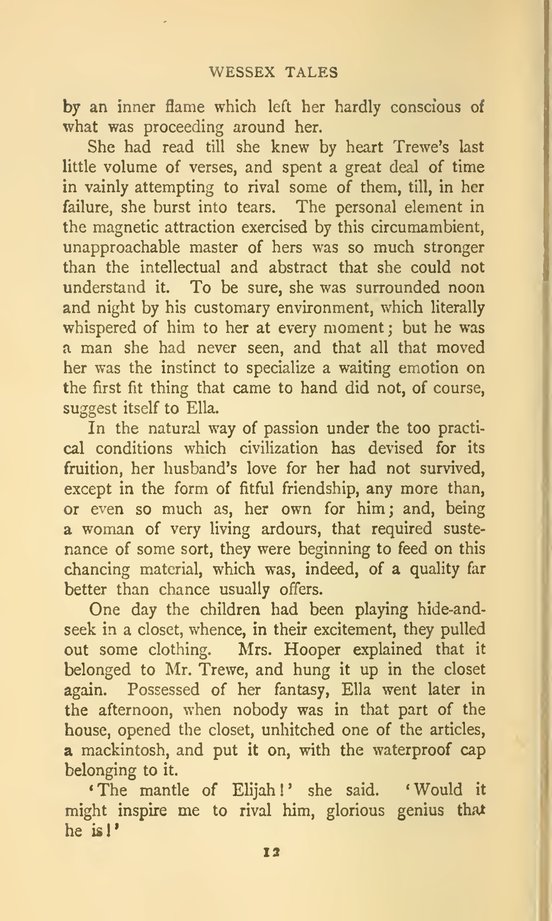 WESSEX TALES
by an inner flame which left her hardly conscious of
what was proceeding around her.
She had read till she knew by heart Trewe's last
little volume of verses, and spent a great deal of time
in vainly attempting to rival some of them, till, in her
failure, she burst into tears. The personal element in
the magnetic attraction exercised by this circumambient,
unapproachable master of hers was so much stronger
than the intellectual and abstract that she could not
understand it. To be sure, she was surrounded noon
and night by his customary environment, which literally
whispered of him to her at every moment; but he was
a man she had never seen, and that all that moved
her was the instinct to specialize a waiting emotion on
the first fit thing that came to hand did not, of course,
suggest itself to Ella.
In the natural way of passion under the too practi-
cal conditions which civilization has devised for its
fruition, her husband's love for her had not survived,
except in the form of fitful friendship, any more than,
or even so much as, her own for him; and, being
a woman of very living ardours, that required suste-
nance of some sort, they were beginning to feed on this
chancing material, which was, indeed, of a quality far
better than chance usually offers.
One day the children had been playing hide-and-
seek in a closet, whence, in their excitement, they pulled
out some clothing. Mrs. Hooper explained that it
belonged to Mr. Trewe, and hung it up in the closet
again. Possessed of her fantasy, Ella went later in
the afternoon, when nobody was in that part of the
house, opened the closet, unhitched one of the articles,
a mackintosh, and put it on, with the waterproof cap
belonging to it.
'The mantle of Elijah!' she said. 'Would it
might inspire me to rival him, glorious genius that
he is!'
12